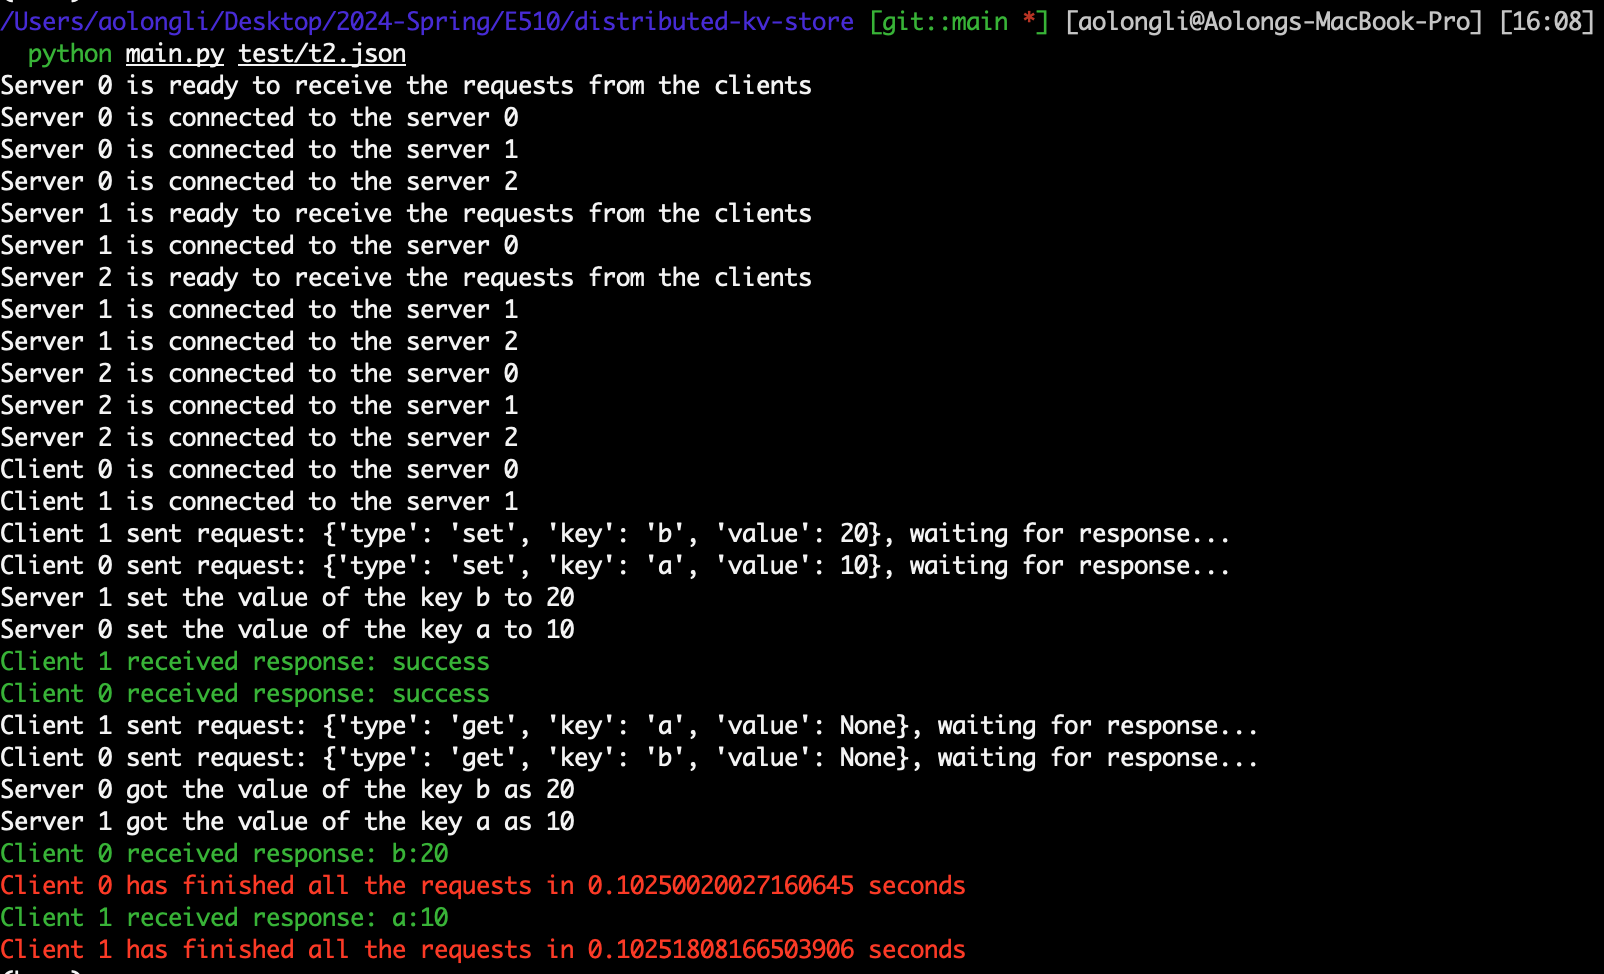 /Users/aolongli/Desktop/2024-Spring/E510/distributed-kv-store [git::main *] [aolongli@Aolongs-MacBook-Pro] [16:08]
python main.py test/t2.json
Server 0 is ready to receive the requests from the clients
Server 0 is connected to the server 0
Server 0 is connected to the server 1
Server 0 is connected to the server 2
Server 1 is ready to receive the requests from the clients
Server 1 is connected to the server 0
Server 2 is ready to receive the requests from the clients
Server 1 is connected to the server 1
Server 1 is connected to the server 2
Server 2 is connected to the server 0
Server 2 is connected to the server 1
Server 2 is connected to the server 2
Client 0 is connected to the server 0
Client 1 is connected to the server 1
Client 1 sent request: {'type': 'set', 'key': 'b', 'value': 20}, waiting for response...
Client 0 sent request: {'type': 'set', 'key': 'a', 'value': 10}, waiting for response...
Server 1 set the value of the key b to 20
Server 0 set the value of the key a to 10
Client 1 received response: success
Client 0 received response: success
Client 1 sent request: {'type': 'get', 'key': 'a', 'value': None}, waiting for response...
Client 0 sent request: {'type': 'get', 'key': 'b', 'value': None}, waiting for response...
Server 0 got the value of the key b as 20
Server 1 got the value of the key a as 10
Client 0 received response: b:20
Client 0 has finished all the requests in 0.10250020027160645 seconds
Client 1 received response: a:10
Client 1 has finished all the requests in 0.10251808166503906 seconds